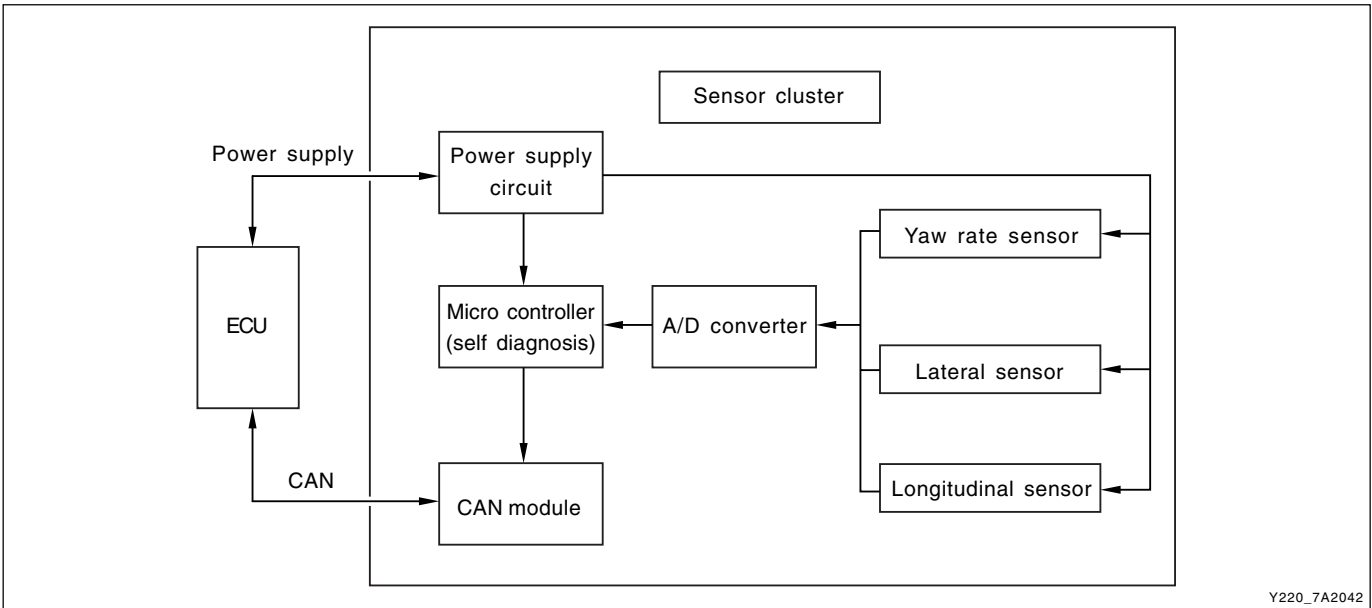 Sensor cluster
Power supply
Power supply
circuit
Yaw rate sensor
ECU
Micro controller
(self diagnosis)
A/D converter
Lateral sensor
CAN
CAN module
Longitudinal sensor
Y220_7A2042